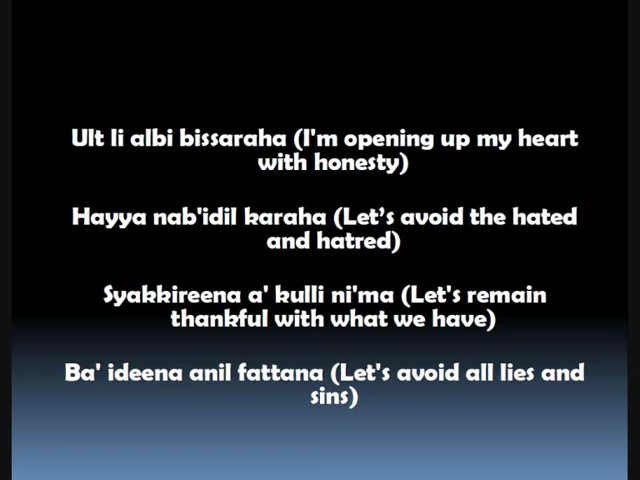 Ult li albi bissaraha (I'm opening up my heart
with honesty)
Hayya nab'idil karaha (Let’s avoid the hated
and hatred)
Syakkireena a' kulli ni'ma (Let's remain
thankful with what we have)
Ba' ideena anil fattana (Let's avoid all lies and
sins)